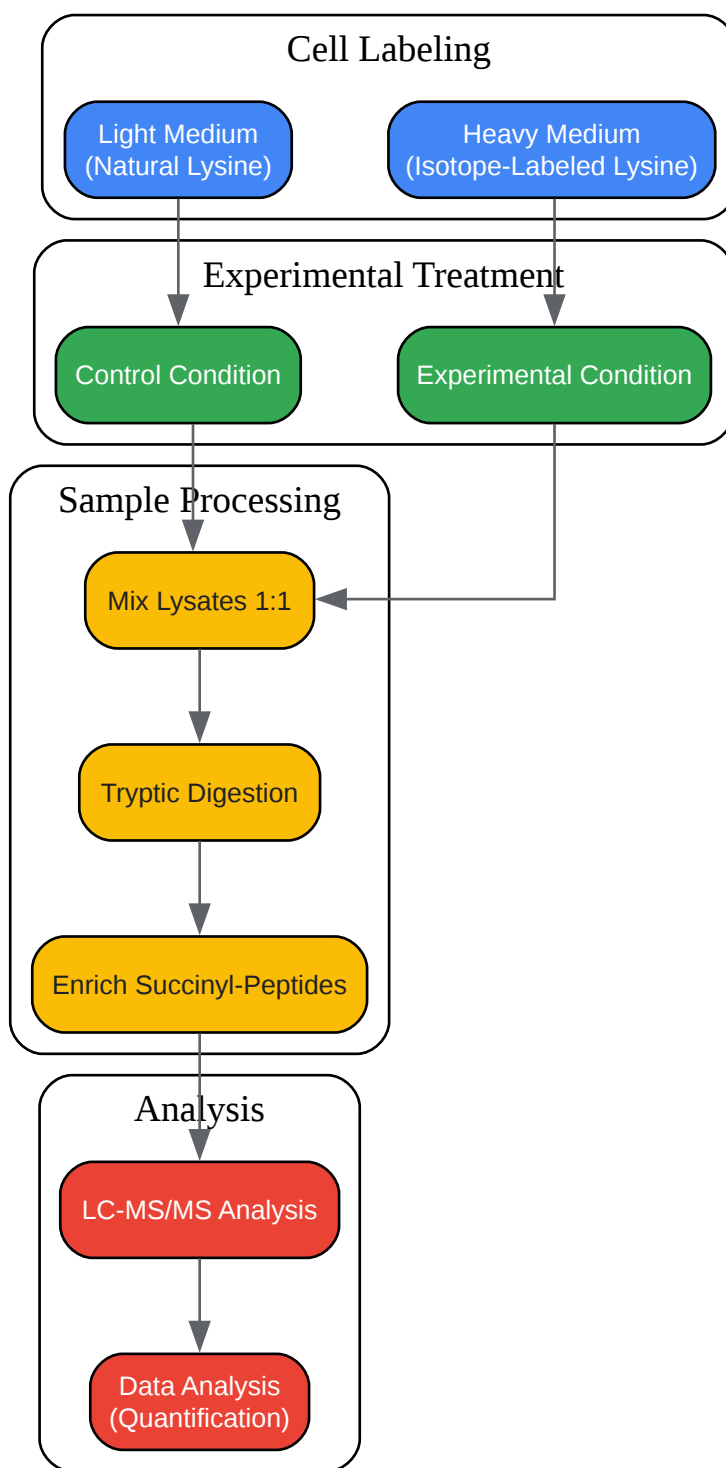 Cell Labeling
Light Medium
(Natural Lysine)
Heavy Medium
(Isotope-Labeled Lysine)
Experimental Treatment
Control Condition
Experimental Condition
Sample Processing
Mix Lysates 1:1
Tryptic Digestion
Enrich Succinyl-Peptides
Analysis
LC-MS/MS Analysis
Data Analysis
(Quantification)